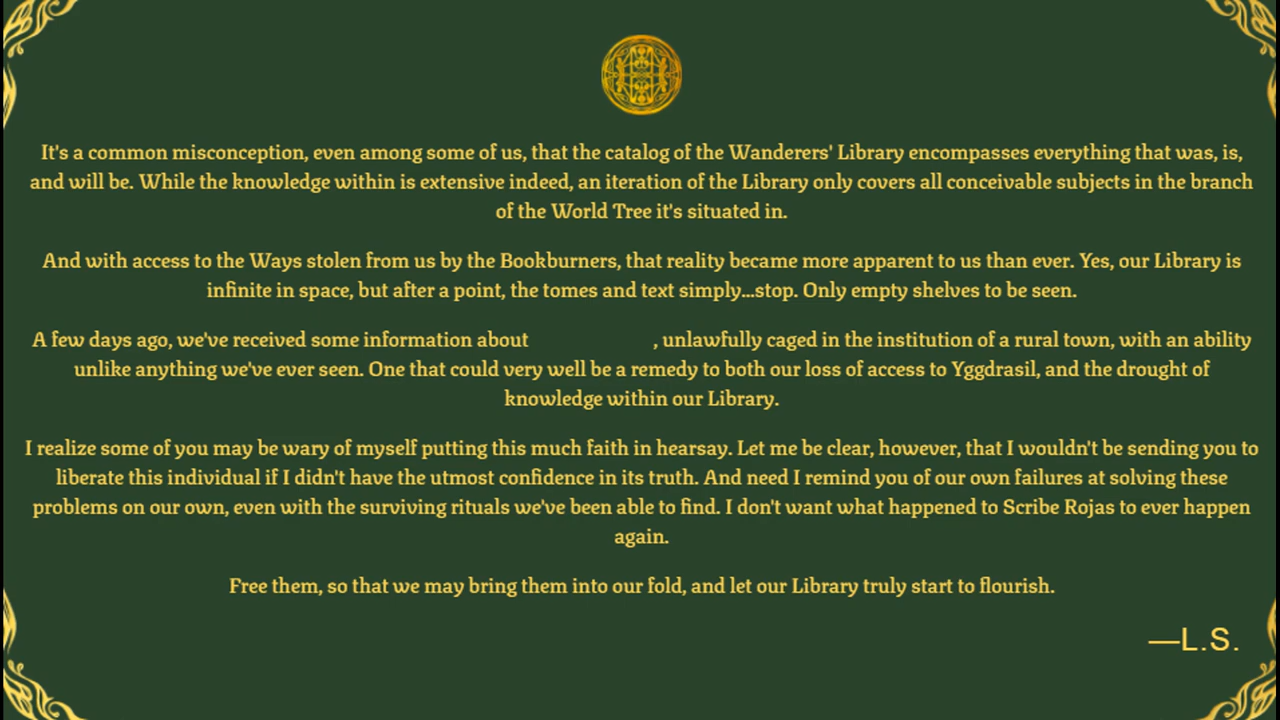 It's a common misconception, even among some of us, that the catalog of the Wanderers' Library encompasses everything that was, is,
and will be. While the knowledge within is extensive indeed, an iteration of the Library only covers all conceivable subjects in the branch
of the World Tree it's situated in.
And with access to the Ways stolen from us by the Bookburners, that reality became more apparent to us than ever. Yes, our Library is
infinite in space, but after a point, the tomes and text simply...stop. Only empty shelves to be seen.
A few days ago, we've received some information about , unlawfully caged in the institution of a rural town, with an ability
unlike anything we've ever seen. One that could very well be a remedy to both our loss of access to Yggdrasil, and the drought of
knowledge within our Library.
I realize some of you may be wary of myself putting this much faith in hearsay. Let me be clear, however, that I wouldn't be sending you to
liberate this individual if I didn't have the utmost confidence in its truth. And need I remind you of our own failures at solving these
problems on our own, even with the surviving rituals we've been able to find. I don't want what happened to Scribe Rojas to ever happen
again.
Free them, so that we may bring them into our fold, and let our Library truly start to flourish.
—L.S.